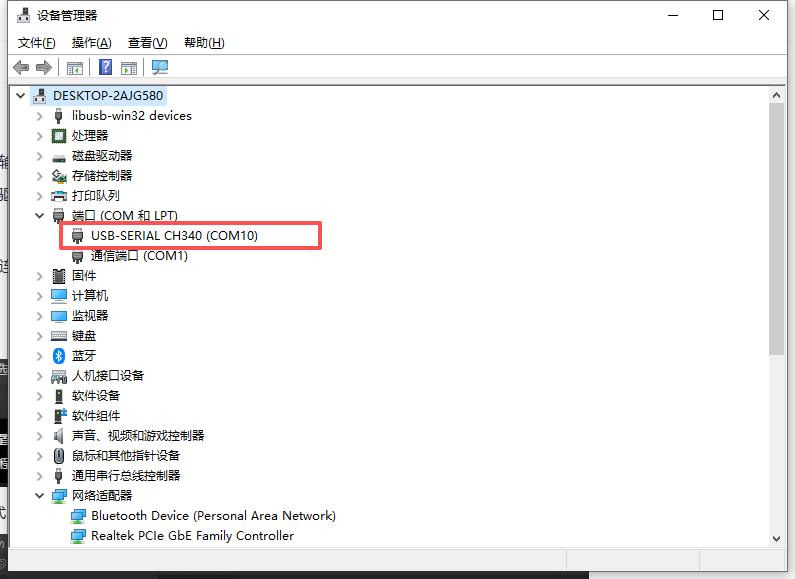 设备管理器
文件(F) 操作(A) 查看(V) 帮助(H)
DESKTOP-2AJG580
libusb-win32 devices
处理器
磁盘驱动器
存储控制器
打印队列
端口 (COM 和 LPT)
USB-SERIAL CH340 (COM10)
通信端口 (COM1)
固件
计算机
监视器
键盘
蓝牙
人机接口设备
软件设备
软件组件
声音、视频和游戏控制器
鼠标和其他指针设备
通用串行总线控制器
网络适配器
Bluetooth Device (Personal Area Network)
Realtek PCIe GbE Family Controller